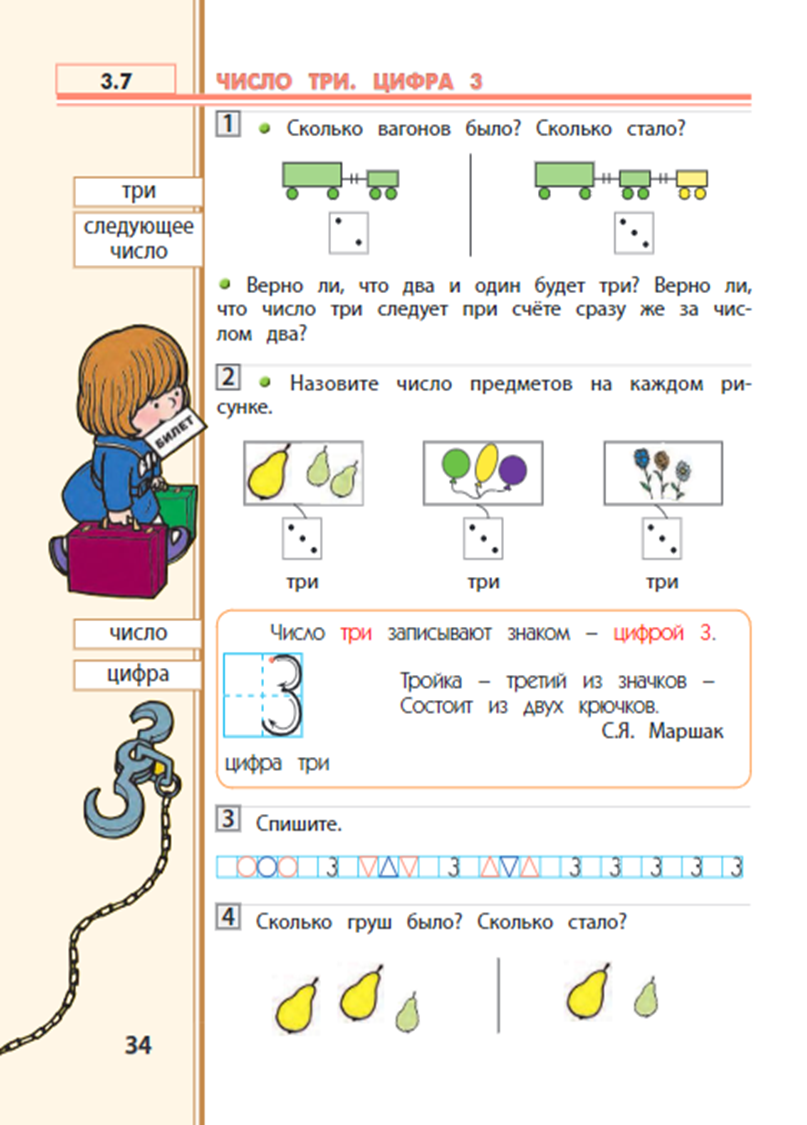 3.7
ЧИСЛО ТРИ. ЦИФРА 3
1
Сколько вагонов было? Сколько стало?
три
следующее
число
Верно ли, что два и один будет три? Верно ли,
что число три следует при счёте сразу же за чис-
лом два?
2
Назовите число предметов на каждом ри-
сунке.
БИЛЕТ
три три три
число
цифра
Число три записывают знаком – цифрой 3.
3
Тройка – третий из значков –
Состоит из двух крючков.
С.Я. Маршак
цифра три
3
Спишите.
3 3 3 3 3 3 3
4
Сколько груш было? Сколько стало?
34